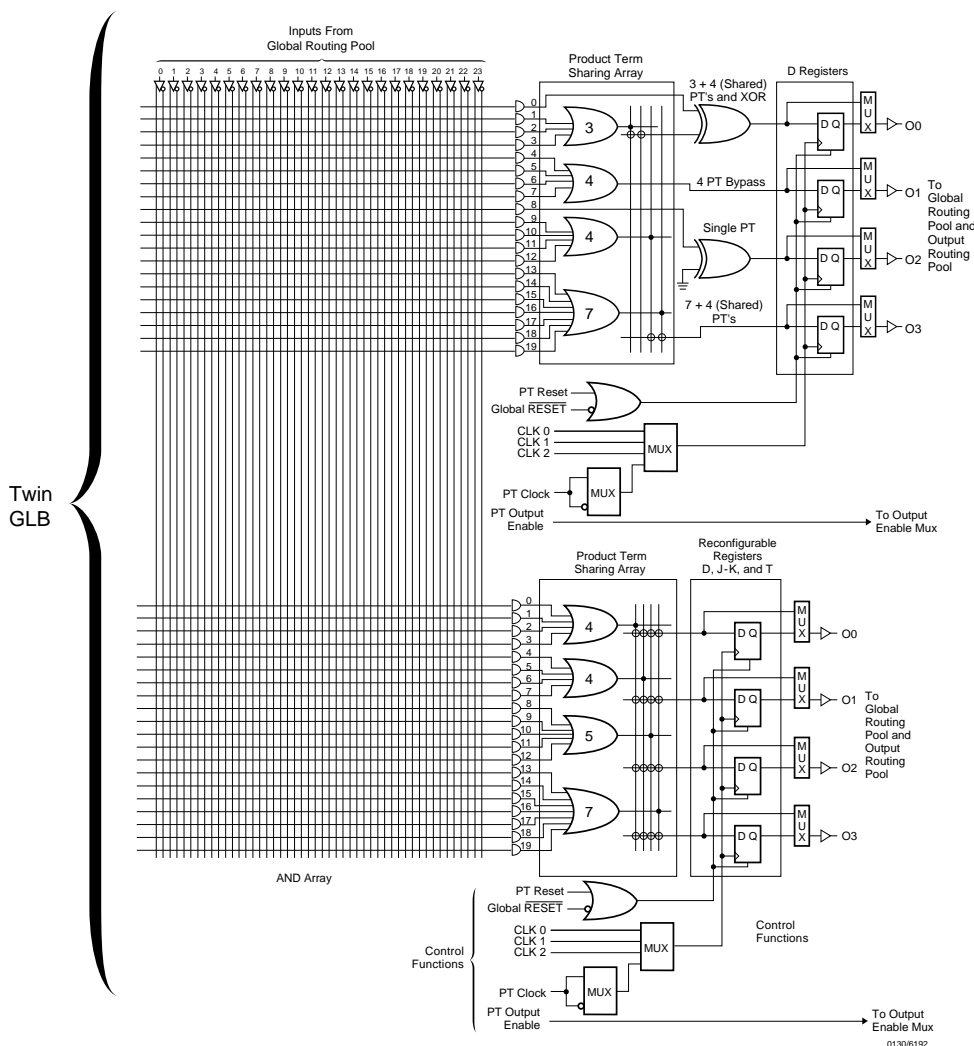 Inputs From
Global Routing Pool
0 1 2 3 4 5 6 7 8 9 10 11 12 13 14 15 16 17 18 19 20 21 22 23
Product Term
Sharing Array
3 + 4 (Shared)
PT's and XOR
D Registers
0
1
2
3
4
5
6
7
8
9
10
11
12
13
14
15
16
17
18
19
3
4
4
7
4 PT Bypass
Single PT
7 + 4 (Shared)
PT's
D Q
D Q
D Q
D Q
MUX
MUX
MUX
MUX
O0
O1
O2
O3
To
Global
Routing
Pool and
Output
Routing
Pool
PT Reset
Global RESET
CLK 0
CLK 1
CLK 2
MUX
PT Clock
MUX
PT Output
Enable
To Output
Enable Mux
Twin
GLB
Product Term
Sharing Array
Reconfigurable
Registers
D, J-K, and T
0
1
2
3
4
5
6
7
8
9
10
11
12
13
14
15
16
17
18
19
4
4
5
7
D Q
D Q
D Q
D Q
MUX
MUX
MUX
MUX
O0
O1
O2
O3
To
Global
Routing
Pool and
Output
Routing
Pool
AND Array
PT Reset
Global RESET
CLK 0
CLK 1
CLK 2
MUX
Control
Functions
Control
Functions
PT Clock
MUX
PT Output
Enable
To Output
Enable Mux
0130/6192